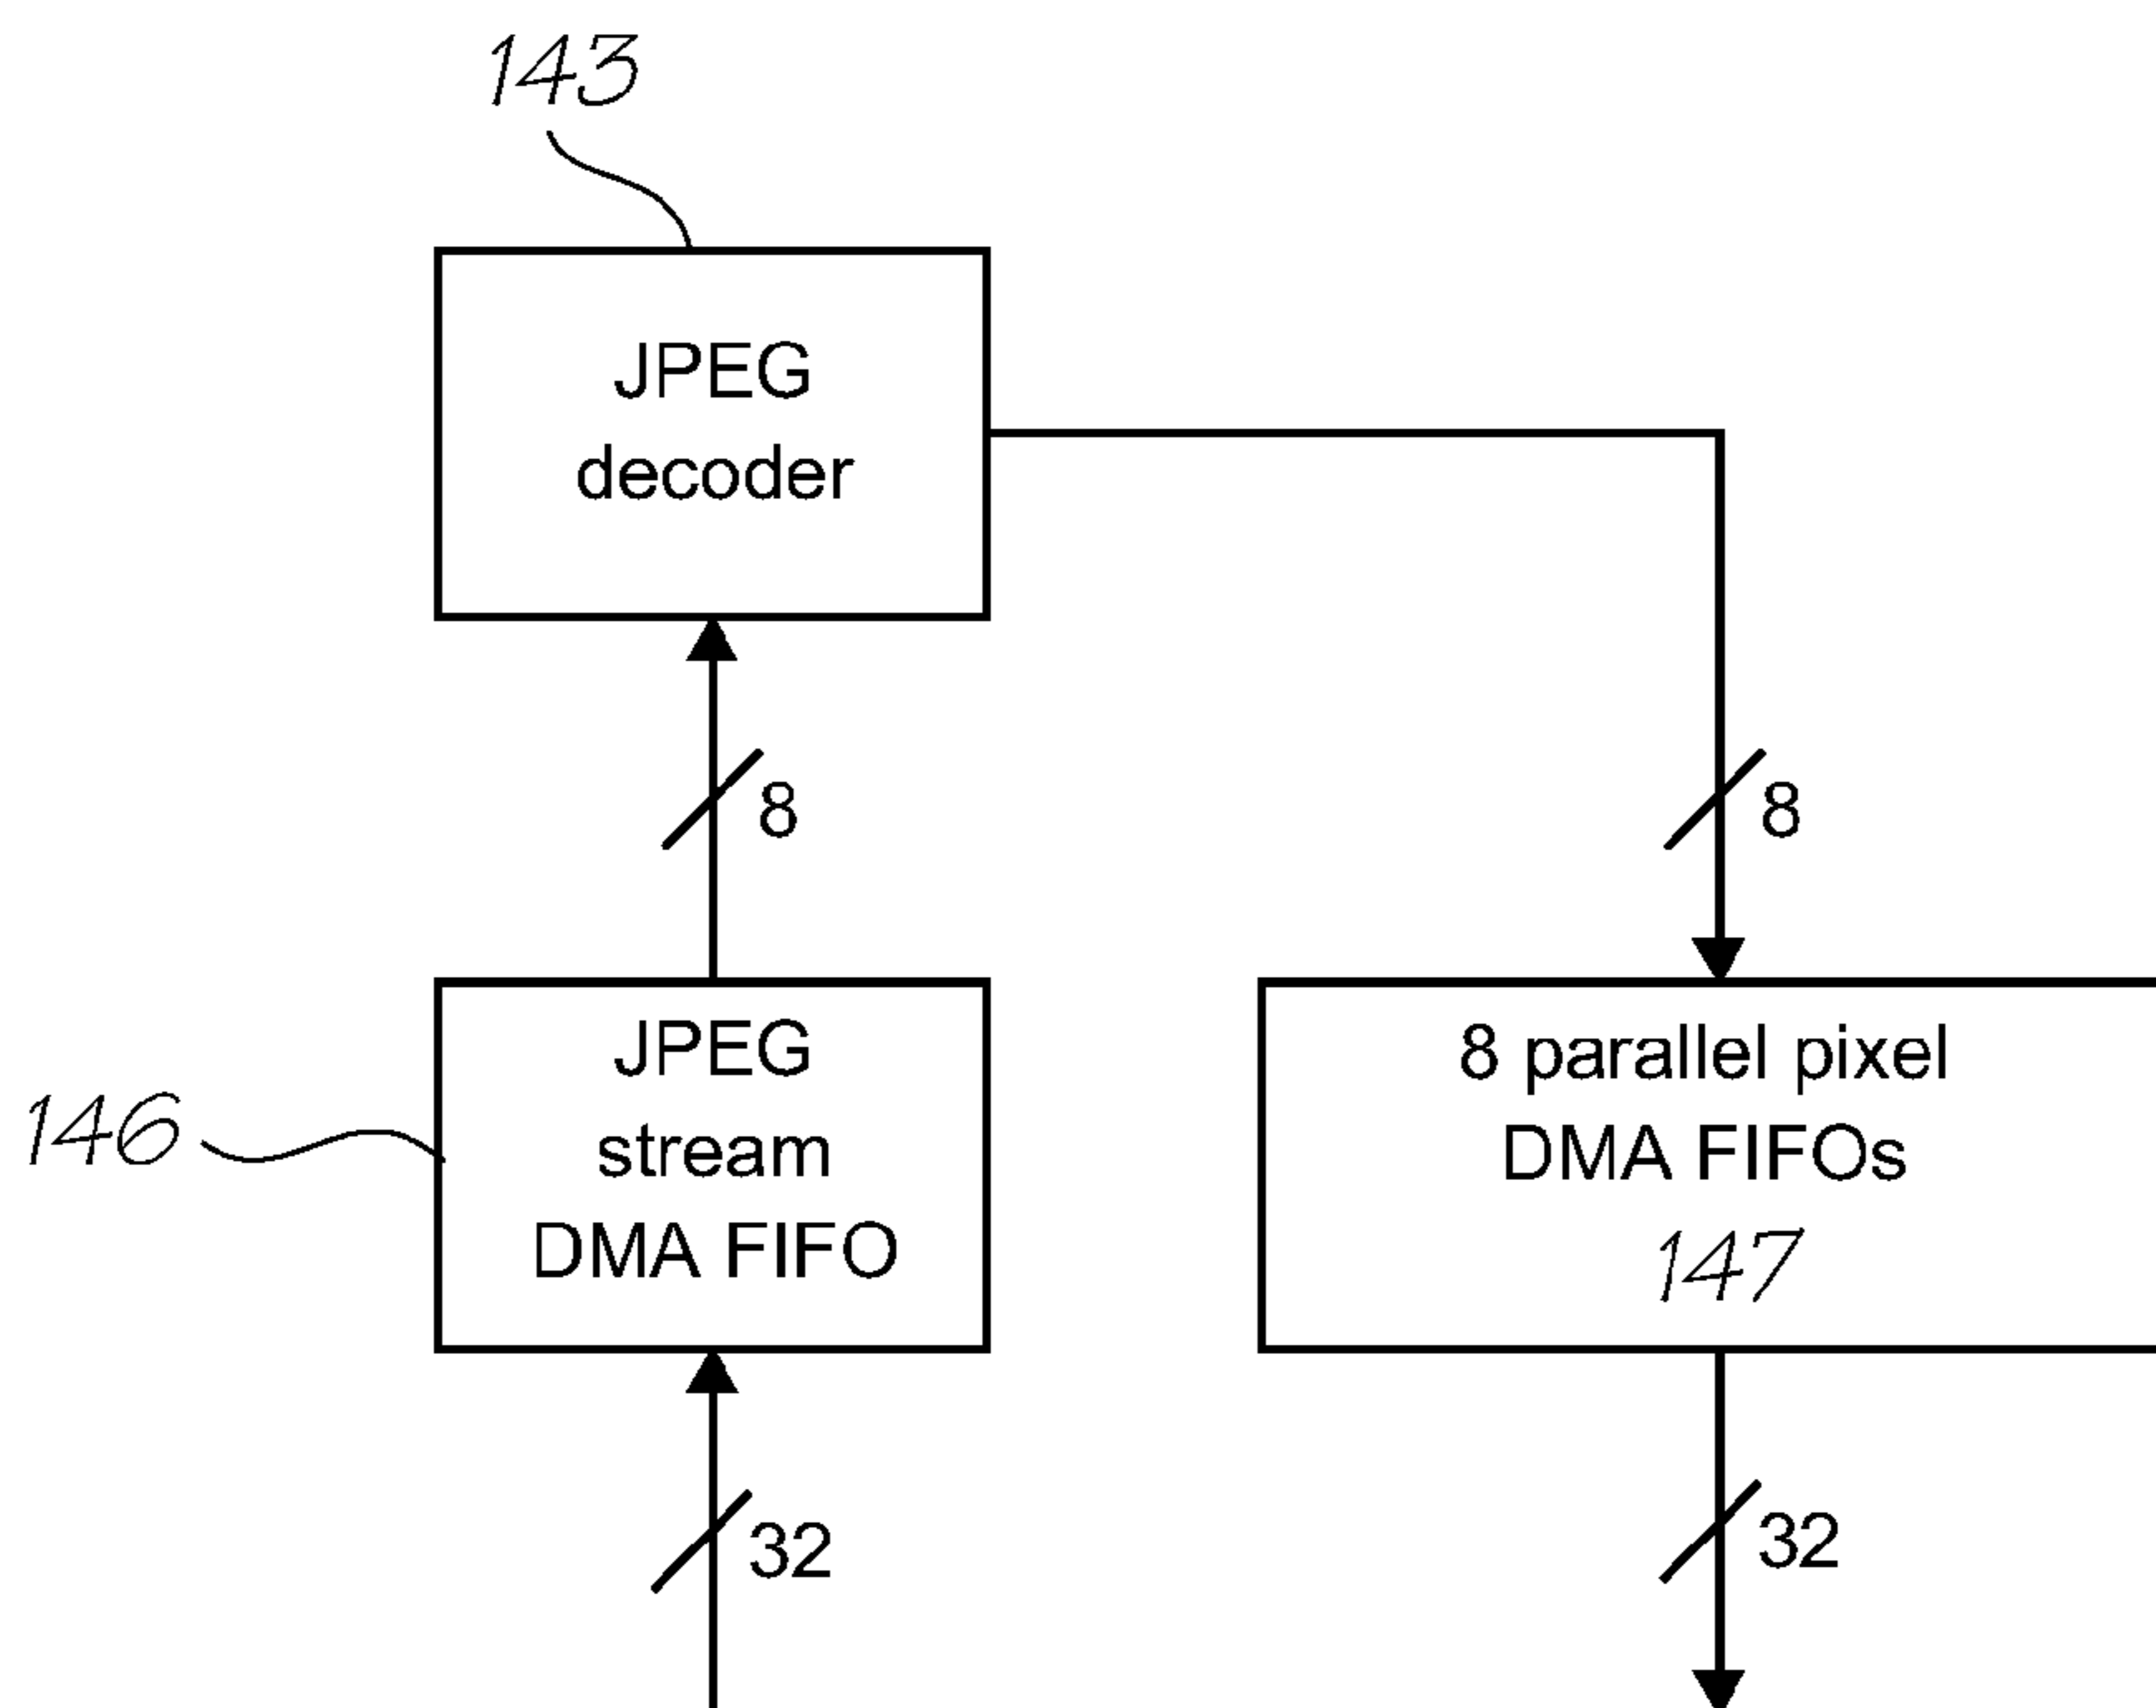 143
JPEG
decoder
8
8
JPEG
stream
DMA FIFO
146
8 parallel pixel
DMA FIFOs
147
32
32